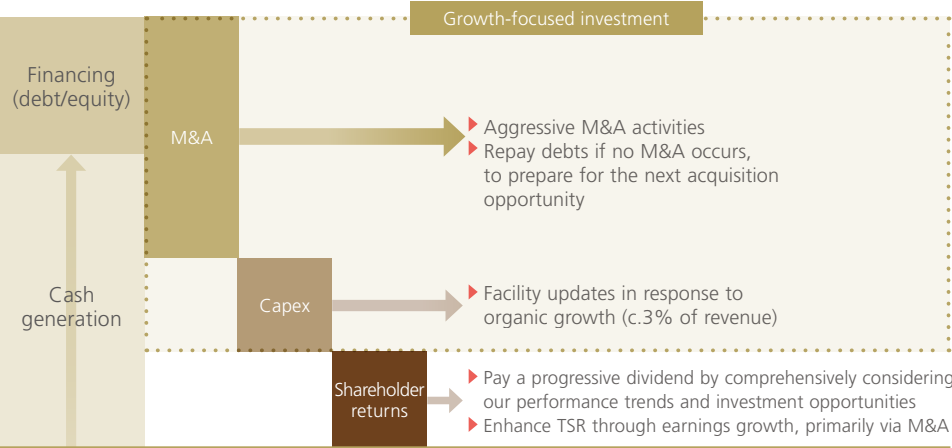 Growth-focused investment
Financing
(debt/equity)
M&A
Aggressive M&A activities
Repay debts if no M&A occurs,
to prepare for the next acquisition
opportunity
Cash
generation
Capex
Facility updates in response to
organic growth (c.3% of revenue)
Shareholder
returns
Pay a progressive dividend by comprehensively considering
our performance trends and investment opportunities
Enhance TSR through earnings growth, primarily via M&A